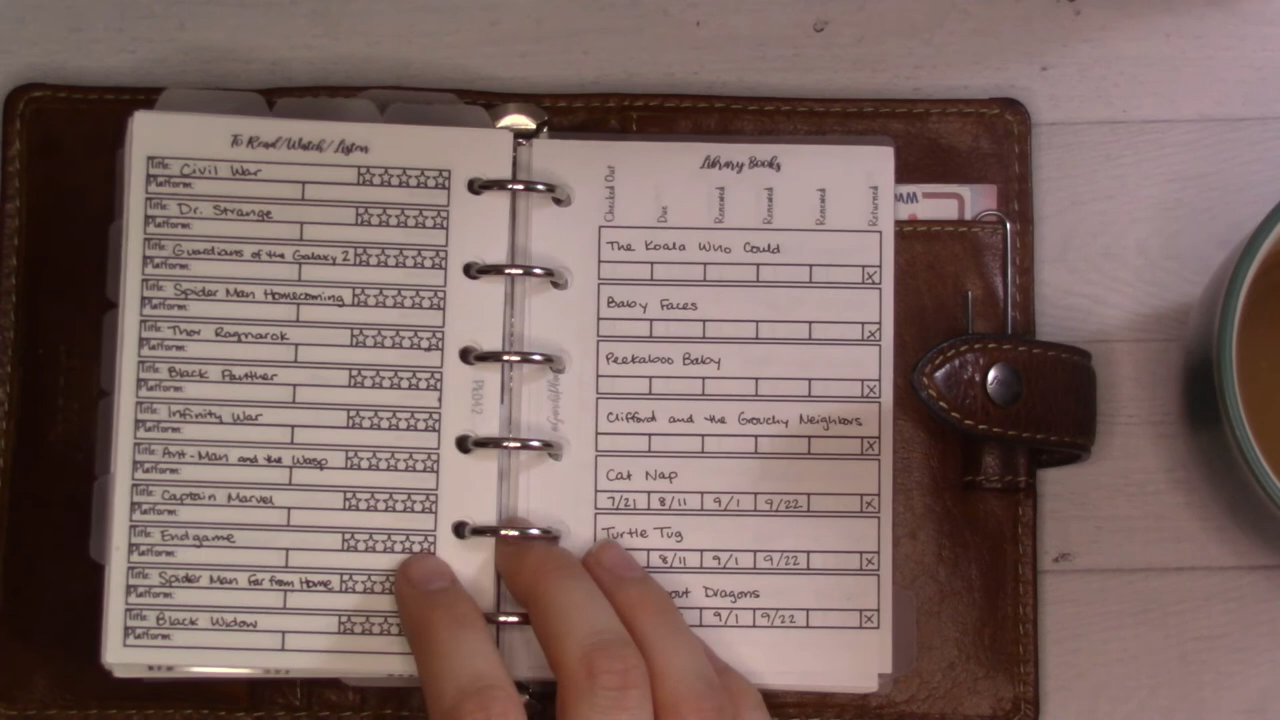 To Read/Watch/Listen
Title: Civil War
Platform:
Title: Dr. Strange
Platform:
Title: Guardians of the Galaxy 2
Platform:
Title: Spider Man Homecoming
Platform:
Title: Thor Ragnarok
Platform:
Title: Black Panther
Platform:
Title: Infinity War
Platform:
Title: Ant-Man and the Wasp
Platform:
Title: Captain Marvel
Platform:
Title: Endgame
Platform:
Title: Spider Man Far from Home
Platform:
Title: Black Widow
Platform:
PK042
Library Books
Checked Out Due Renewed Renewed Renewed Returned
The Koala Who Could
X
Baby Faces
X
Peekaboo Baby
X
Clifford and the Grouchy Neighbors
X
Cat Nap
7/21 8/11 9/1 9/22 X
Turtle Tug
8/11 9/1 9/22 X
Dragons
9/1 9/22 X